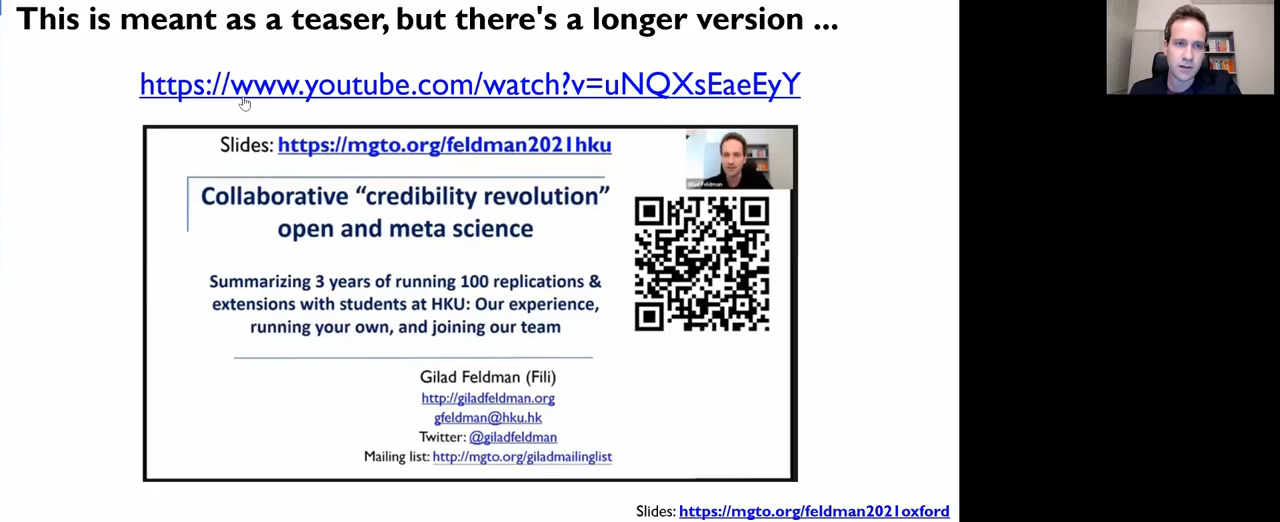 This is meant as a teaser, but there's a longer version ...
https://www.youtube.com/watch?v=uNQXsEaeEyY
Slides: https://mgto.org/feldman2021hku
Gilad Feldman
Collaborative “credibility revolution”
open and meta science
Summarizing 3 years of running 100 replications &
extensions with students at HKU: Our experience,
running your own, and joining our team
Gilad Feldman (Fili)
http://giladfeldman.org
gfeldman@hku.hk
Twitter: @giladfeldman
Mailing list: http://mgto.org/giladmailinglist
Slides: https://mgto.org/feldman2021oxford